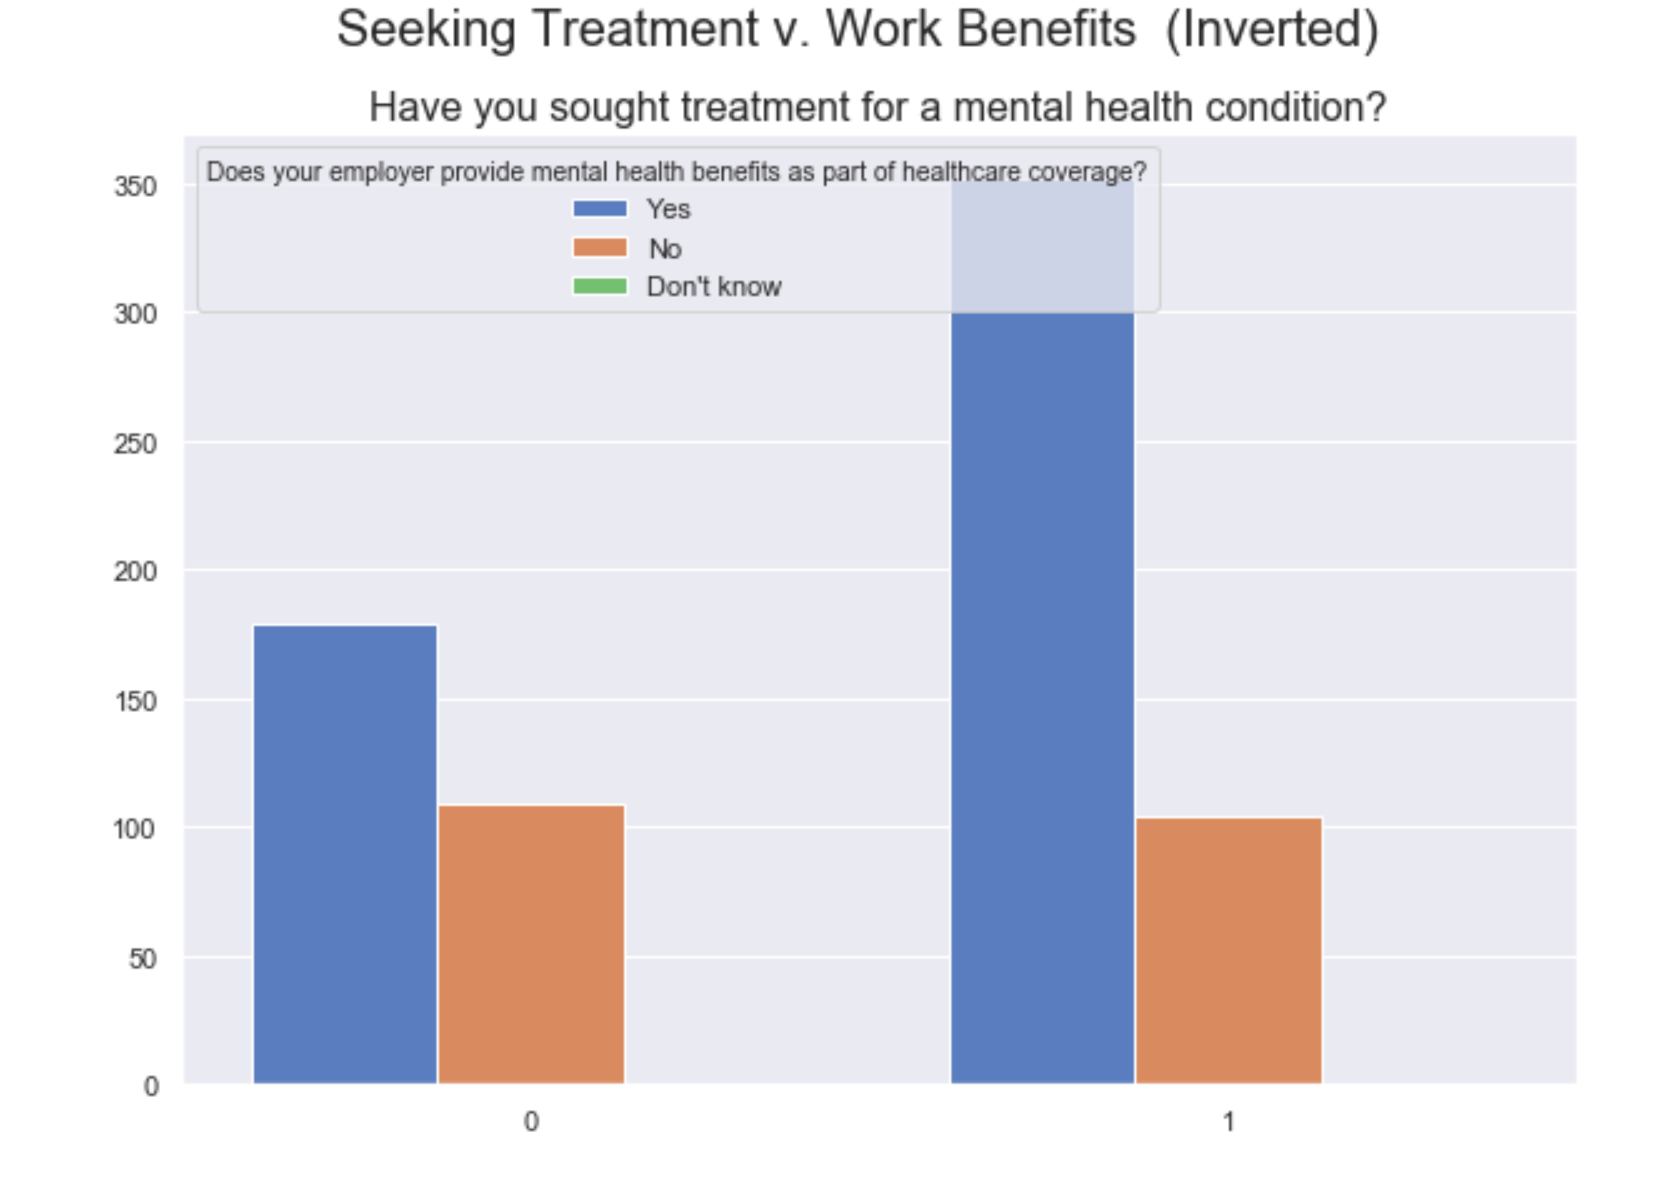 Seeking Treatment v. Work Benefits  (Inverted)
Have you sought treatment for a mental health condition?
Does your employer provide mental health benefits as part of healthcare coverage?
Yes
No
Don't know
350
300
250
200
150
100
50
0
0 1